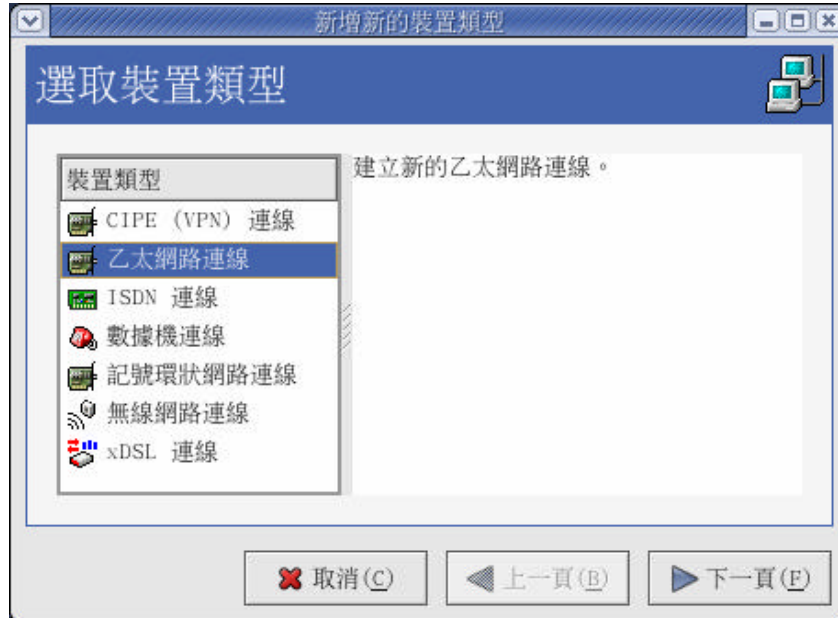 新增新的裝置類型
選取裝置類型
裝置類型
CIPE (VPN) 連線
乙太網路連線
ISDN 連線
數據機連線
記號環狀網路連線
無線網路連線
xDSL 連線
建立新的乙太網路連線。
取消(C)
上一頁(B)
下一頁(F)